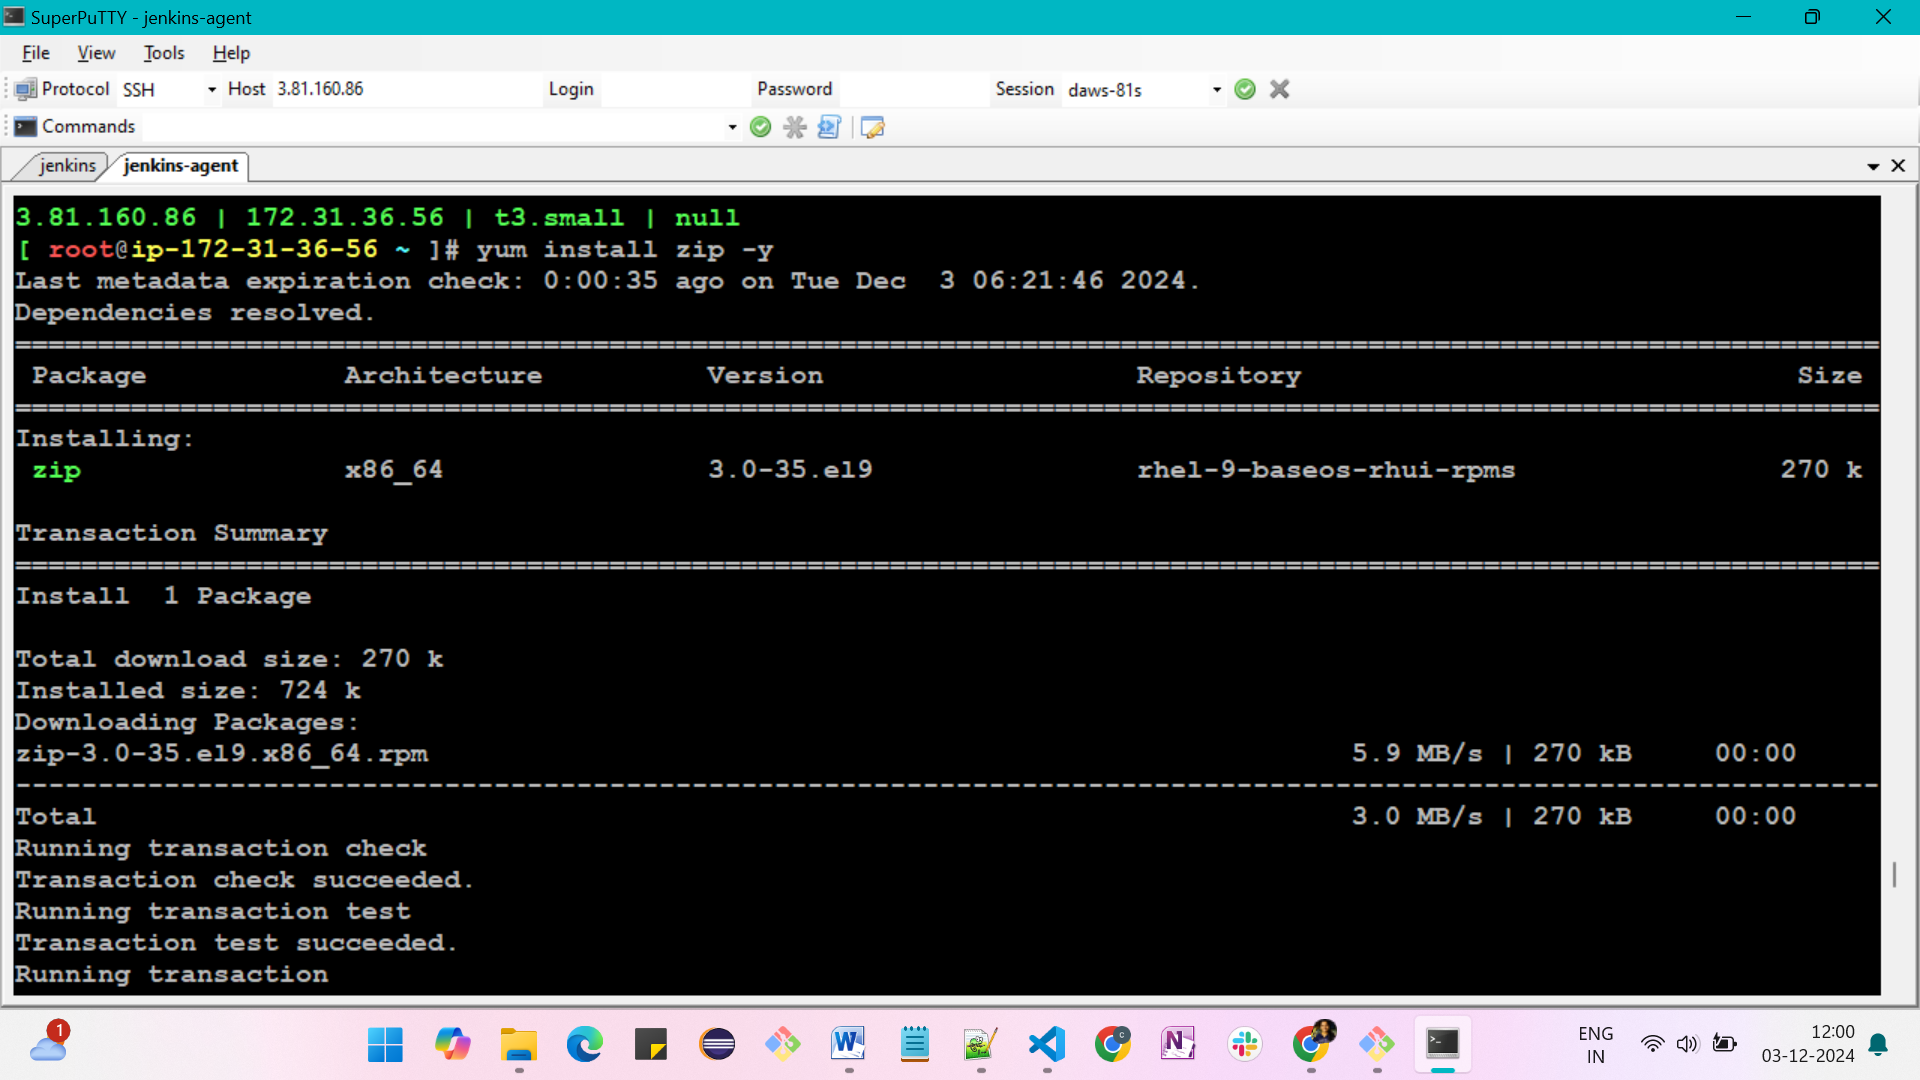 SuperPuTTY - jenkins-agent
File View Tools Help
Protocol SSH Host 3.81.160.86 Login Password Session daws-81s
Commands
jenkins jenkins-agent
3.81.160.86 | 172.31.36.56 | t3.small | null
[ root@ip-172-31-36-56 ~ ]# yum install zip -y
Last metadata expiration check: 0:00:35 ago on Tue Dec  3 06:21:46 2024.
Dependencies resolved.
================================================================================
Package Architecture Version Repository Size
================================================================================
Installing:
zip x86_64 3.0-35.el9 rhel-9-baseos-rhui-rpms 270 k
Transaction Summary
================================================================================
Install  1 Package
Total download size: 270 k
Installed size: 724 k
Downloading Packages:
zip-3.0-35.el9.x86_64.rpm 5.9 MB/s | 270 kB 00:00
--------------------------------------------------------------------------------
Total 3.0 MB/s | 270 kB 00:00
Running transaction check
Transaction check succeeded.
Running transaction test
Transaction test succeeded.
Running transaction
1
ENG 12:00
IN 03-12-2024